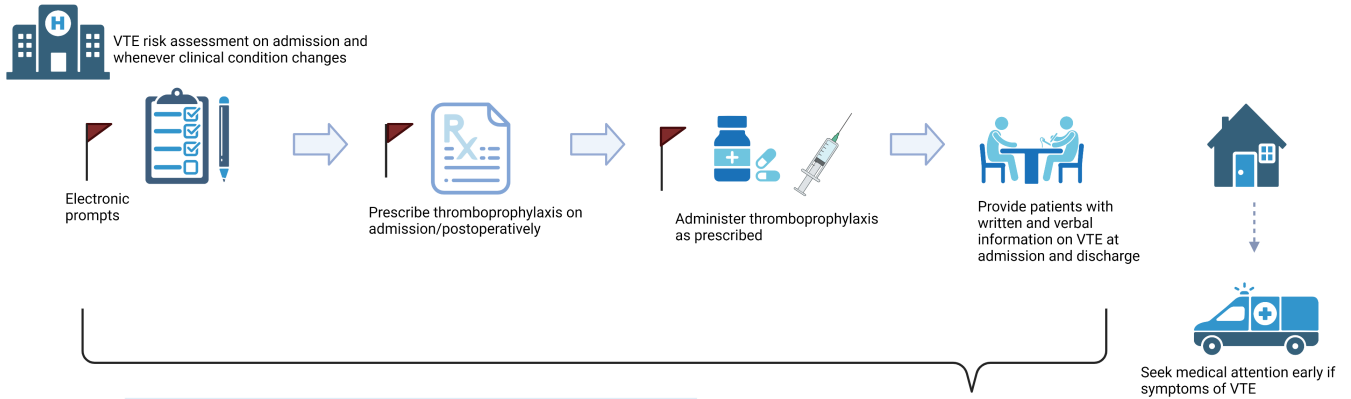 H
VTE risk assessment on admission and
whenever clinical condition changes
Electronic
prompts
Rx
Prescribe thromboprophylaxis on
admission/postoperatively
Administer thromboprophylaxis
as prescribed
Provide patients with
written and verbal
information on VTE at
admission and discharge
Seek medical attention early if
symptoms of VTE